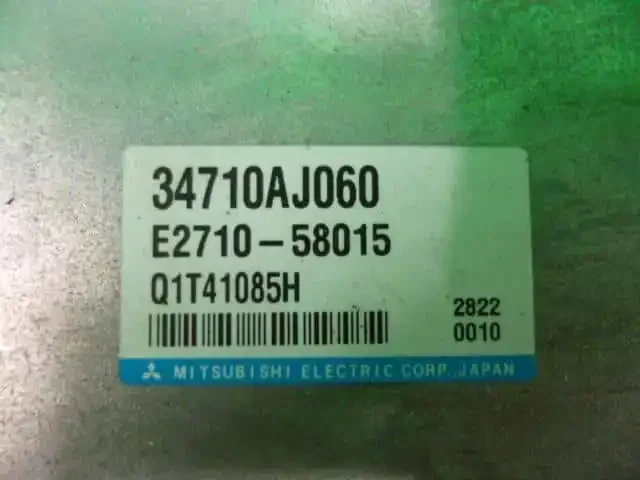 34710AJ060
E2710-58015
Q1T41085H
2822
0010
MITSUBISHI ELECTRIC CORP. JAPAN